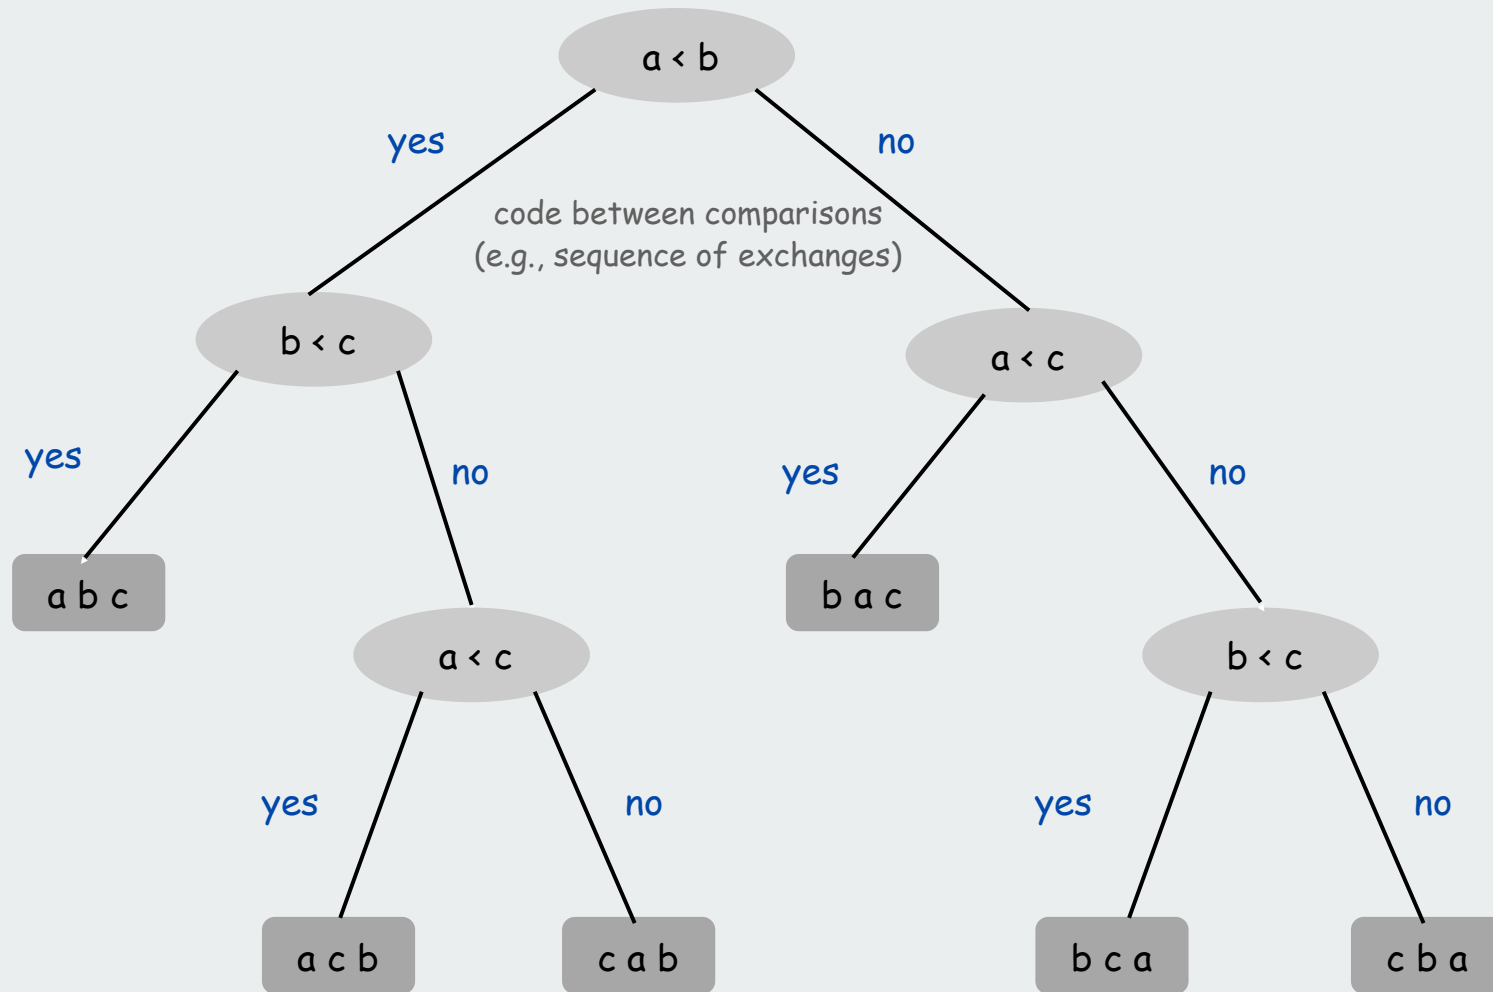 a < b
yes
no
code between comparisons
(e.g., sequence of exchanges)
b < c
a < c
yes
no
yes
no
a b c
b a c
a < c
b < c
yes
no
yes
no
a c b
c a b
b c a
c b a